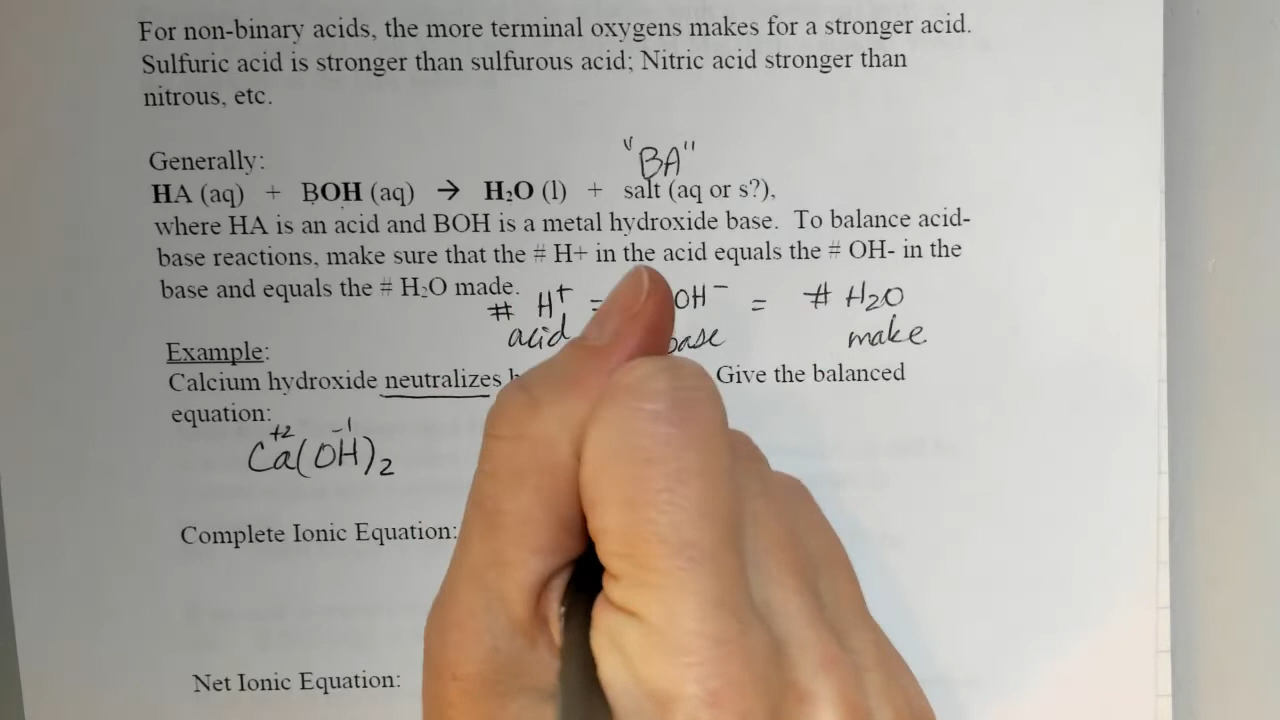 For non-binary acids, the more terminal oxygens makes for a stronger acid.
Sulfuric acid is stronger than sulfurous acid; Nitric acid stronger than
nitrous, etc.
Generally:
"BA"
HA (aq) + BOH (aq) → H₂O (l) + salt (aq or s?),
where HA is an acid and BOH is a metal hydroxide base. To balance acid-
base reactions, make sure that the # H+ in the acid equals the # OH- in the
base and equals the # H₂O made.
# H⁺ = OH⁻ = # H₂O
acid base make
Example:
Calcium hydroxide neutralizes Give the balanced
equation:
+2 -1
Ca(OH)₂
Complete Ionic Equation:
Net Ionic Equation: